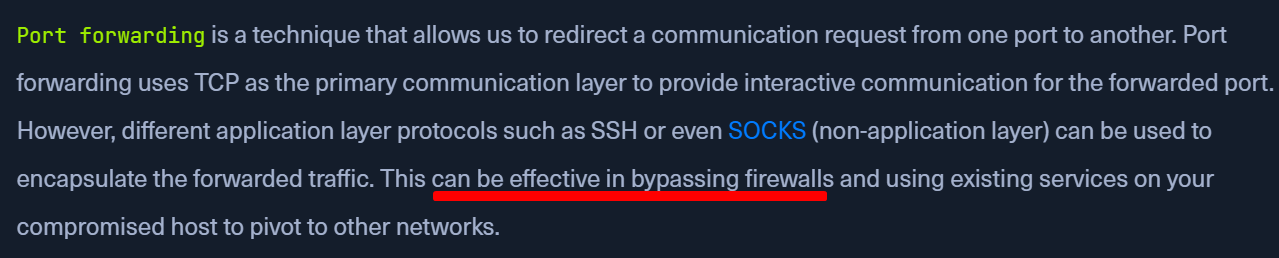 Port forwarding is a technique that allows us to redirect a communication request from one port to another. Port
forwarding uses TCP as the primary communication layer to provide interactive communication for the forwarded port.
However, different application layer protocols such as SSH or even SOCKS (non-application layer) can be used to
encapsulate the forwarded traffic. This can be effective in bypassing firewalls and using existing services on your
compromised host to pivot to other networks.